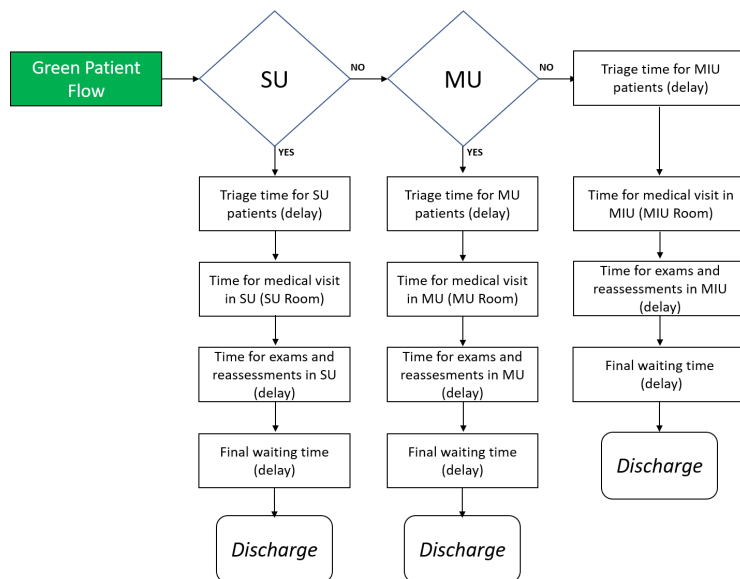 Green Patient
Flow
SU
NO
MU
NO
Triage time for MIU
patients (delay)
YES
YES
Triage time for SU
patients (delay)
Triage time for MU
patients (delay)
Time for medical visit
in MIU (MIU Room)
Time for medical visit
in SU (SU Room)
Time for medical visit
in MU (MU Room)
Time for exams and
reassessments in MIU
(delay)
Time for exams and
reassessments in SU
(delay)
Time for exams and
reassesments in MU
(delay)
Final waiting time
(delay)
Final waiting time
(delay)
Final waiting time
(delay)
Discharge
Discharge
Discharge